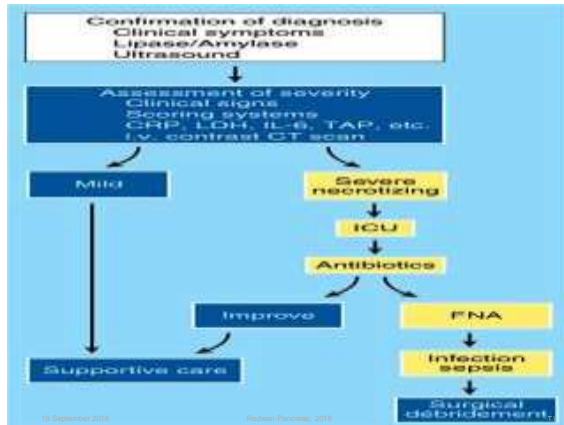 Confirmation of diagnosis
Clinical symptoms
Lipase/Amylase
Ultrasound
Assessment of severity
Clinical signs
Scoring systems
CRP, LDH, IL-6, TAP, etc.
i.v. contrast CT scan
Mild
Severe
necrotizing
ICU
Antibiotics
Improve
FNA
Supportive care
Infection
sepsis
Surgical
débridement